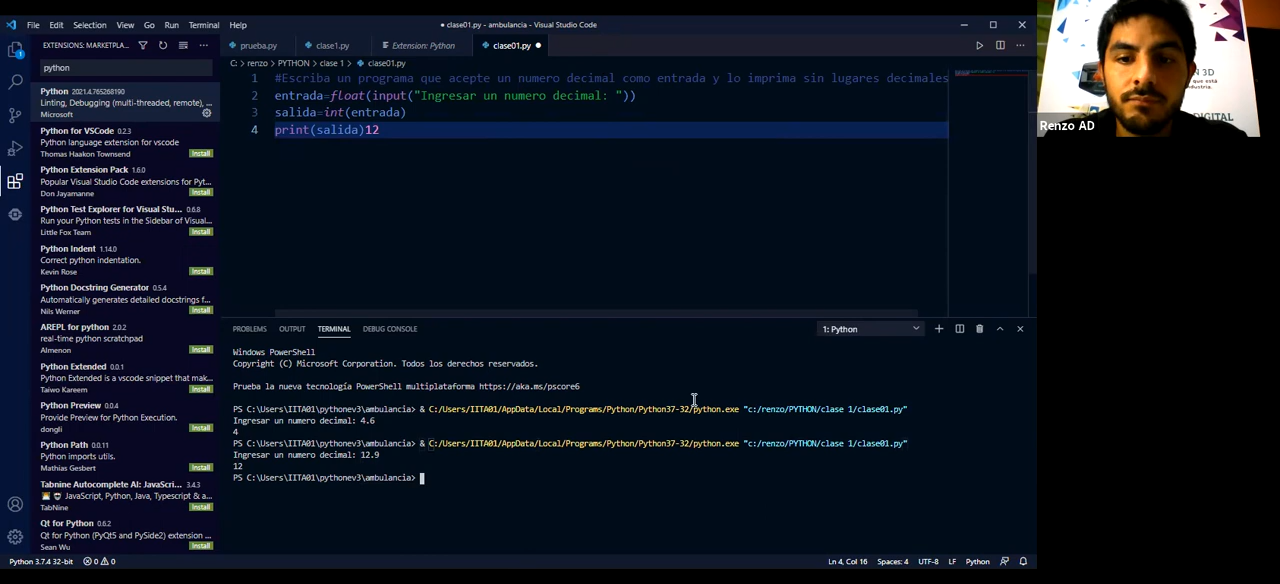 File Edit Selection View Go Run Terminal Help
● clase01.py - ambulancia - Visual Studio Code
EXTENSIONS: MARKETPLA...
prueba.py
clase1.py
Extension: Python
clase01.py
python
C: > renzo > PYTHON > clase 1 > clase01.py
1 #Escriba un programa que acepte un numero decimal como entrada y lo imprima sin lugares decimales
2 entrada=float(input("Ingresar un numero decimal: "))
3 salida=int(entrada)
4 print(salida)12
Python 2021.4.765268190
Linting, Debugging (multi-threaded, remote), ...
Microsoft
Python for VSCode 0.2.3
Python language extension for vscode
Thomas Haakon Townsend Install
Python Extension Pack 1.6.0
Popular Visual Studio Code extensions for Pyt...
Don Jayamanne Install
Python Test Explorer for Visual Stu... 0.6.8
Run your Python tests in the Sidebar of Visual...
Little Fox Team Install
Python Indent 1.14.0
Correct python indentation.
Kevin Rose Install
Python Docstring Generator 0.5.4
Automatically generates detailed docstrings f...
Nils Werner Install
AREPL for python 2.0.2
real-time python scratchpad
Almenon Install
Python Extended 0.0.1
Python Extended is a vscode snippet that mak...
Taiwo Kareem Install
Python Preview 0.0.4
Provide Preview for Python Execution.
dongli Install
Python Path 0.0.11
Python imports utils.
Mathias Gesbert Install
Tabnine Autocomplete AI: JavaScri... 3.4.3
JavaScript, Python, Java, Typescript & a...
TabNine Install
Qt for Python 0.6.2
Qt for Python (PyQt5 and PySide2) extension ...
Sean Wu Install
PROBLEMS OUTPUT TERMINAL DEBUG CONSOLE
1: Python
Windows PowerShell
Copyright (C) Microsoft Corporation. Todos los derechos reservados.
Prueba la nueva tecnología PowerShell multiplataforma https://aka.ms/pscore6
PS C:\Users\IITA01\pythonev3\ambulancia> & C:/Users/IITA01/AppData/Local/Programs/Python/Python37-32/python.exe "c:/renzo/PYTHON/clase 1/clase01.py"
Ingresar un numero decimal: 4.6
4
PS C:\Users\IITA01\pythonev3\ambulancia> & C:/Users/IITA01/AppData/Local/Programs/Python/Python37-32/python.exe "c:/renzo/PYTHON/clase 1/clase01.py"
Ingresar un numero decimal: 12.9
12
PS C:\Users\IITA01\pythonev3\ambulancia>
Python 3.7.4 32-bit 0 0
Ln 4, Col 16 Spaces: 4 UTF-8 LF Python
N 3D
que está
industria.
DIGITAL
Renzo AD